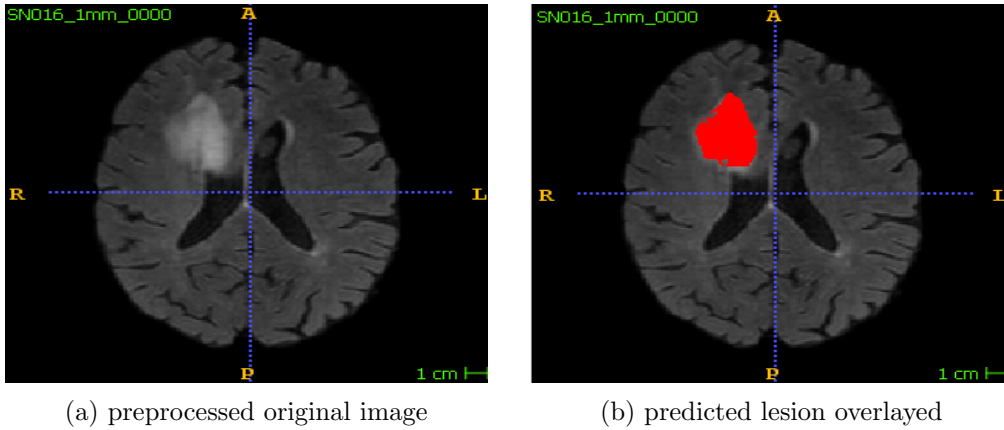 SN016_1mm_0000
A
R
L
P
1 cm
(a) preprocessed original image
SN016_1mm_0000
A
R
L
P
1 cm
(b) predicted lesion overlayed